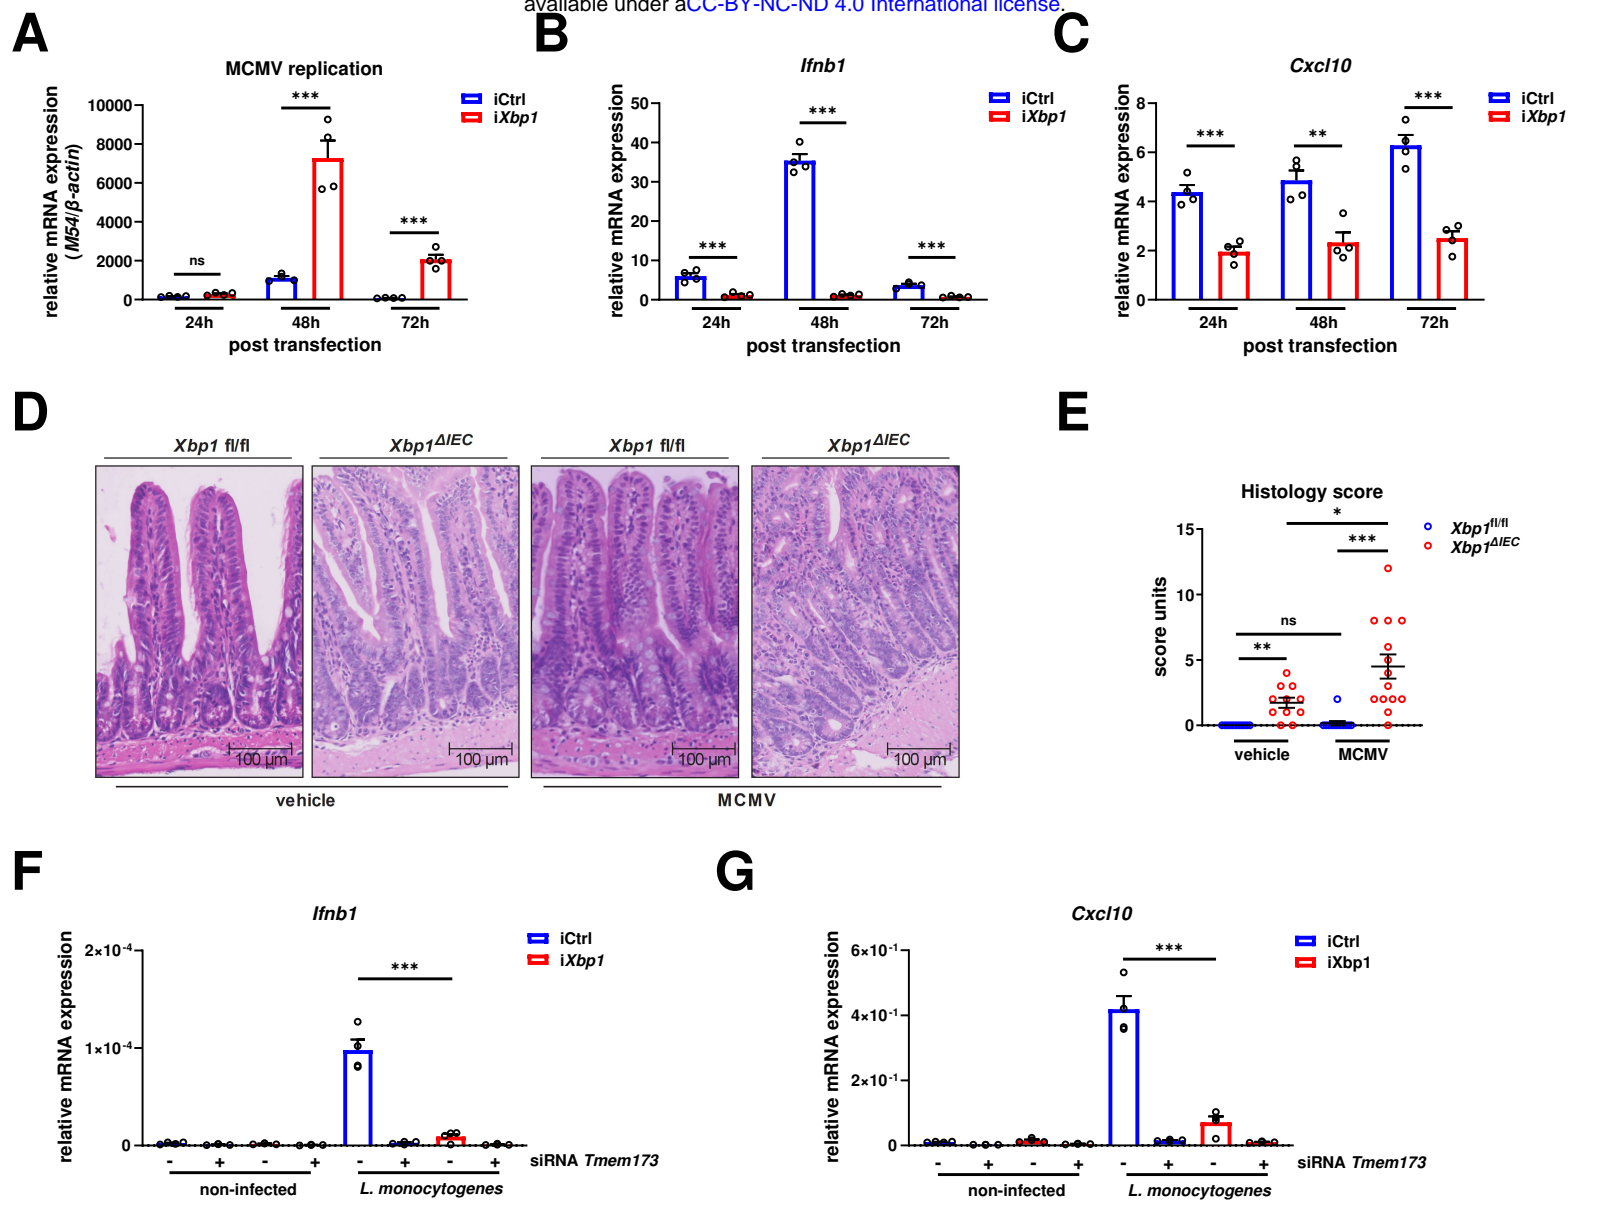 available under aCC-BY-NC-ND 4.0 International license.
A
MCMV replication
relative mRNA expression
(M54/β-actin)
10000
8000
6000
4000
2000
0
***
ns
***
iCtrl
iXbp1
24h
48h
72h
post transfection
B
Ifnb1
relative mRNA expression
50
40
30
20
10
0
***
***
***
iCtrl
iXbp1
24h
48h
72h
post transfection
C
Cxcl10
relative mRNA expression
8
6
4
2
0
***
**
***
iCtrl
iXbp1
24h
48h
72h
post transfection
D
Xbp1 fl/fl
Xbp1ΔIEC
Xbp1 fl/fl
Xbp1ΔIEC
100 µm
100 µm
100 µm
100 µm
vehicle
MCMV
E
Histology score
score units
15
10
5
0
*
***
ns
**
Xbp1fl/fl
Xbp1ΔIEC
vehicle
MCMV
F
Ifnb1
relative mRNA expression
2×10-4
1×10-4
0
***
iCtrl
iXbp1
- + - + - + - + siRNA Tmem173
non-infected
L. monocytogenes
G
Cxcl10
relative mRNA expression
6×10-1
4×10-1
2×10-1
0
***
iCtrl
iXbp1
- + - + - + - + siRNA Tmem173
non-infected
L. monocytogenes